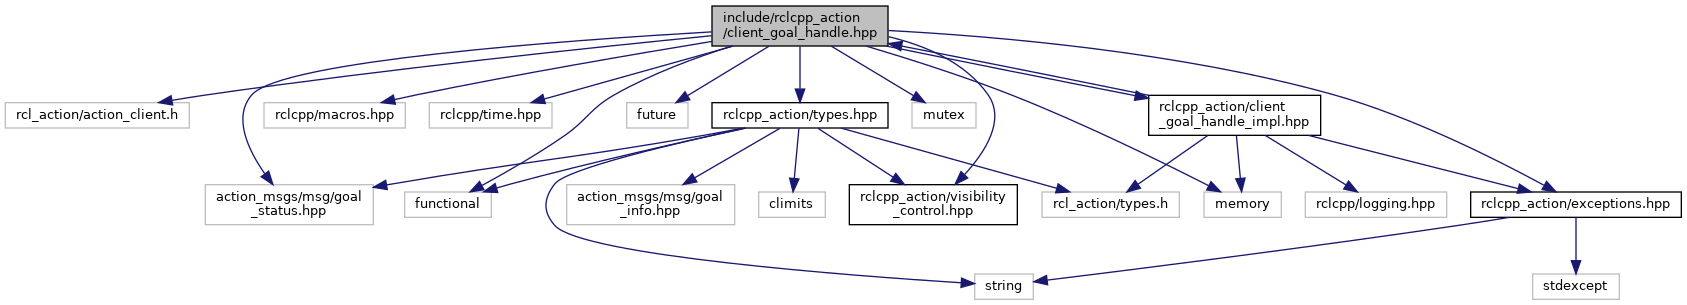 include/rclcpp_action
/client_goal_handle.hpp
rcl_action/action_client.h
rclcpp/macros.hpp
rclcpp/time.hpp
future
rclcpp_action/types.hpp
mutex
rclcpp_action/client
_goal_handle_impl.hpp
action_msgs/msg/goal
_status.hpp
functional
action_msgs/msg/goal
_info.hpp
climits
rclcpp_action/visibility
_control.hpp
rcl_action/types.h
memory
rclcpp/logging.hpp
rclcpp_action/exceptions.hpp
string
stdexcept